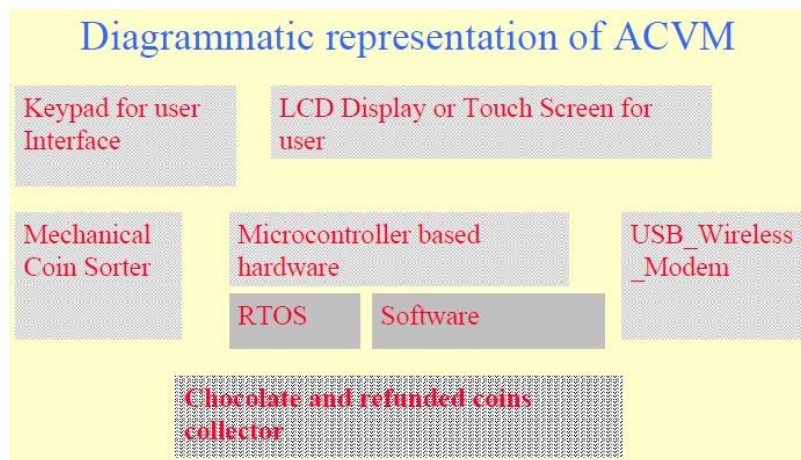 Diagrammatic representation of ACVM
Keypad for user
Interface
LCD Display or Touch Screen for
user
Mechanical
Coin Sorter
Microcontroller based
hardware
USB_Wireless
_Modem
RTOS
Software
Chocolate and refunded coins
collector